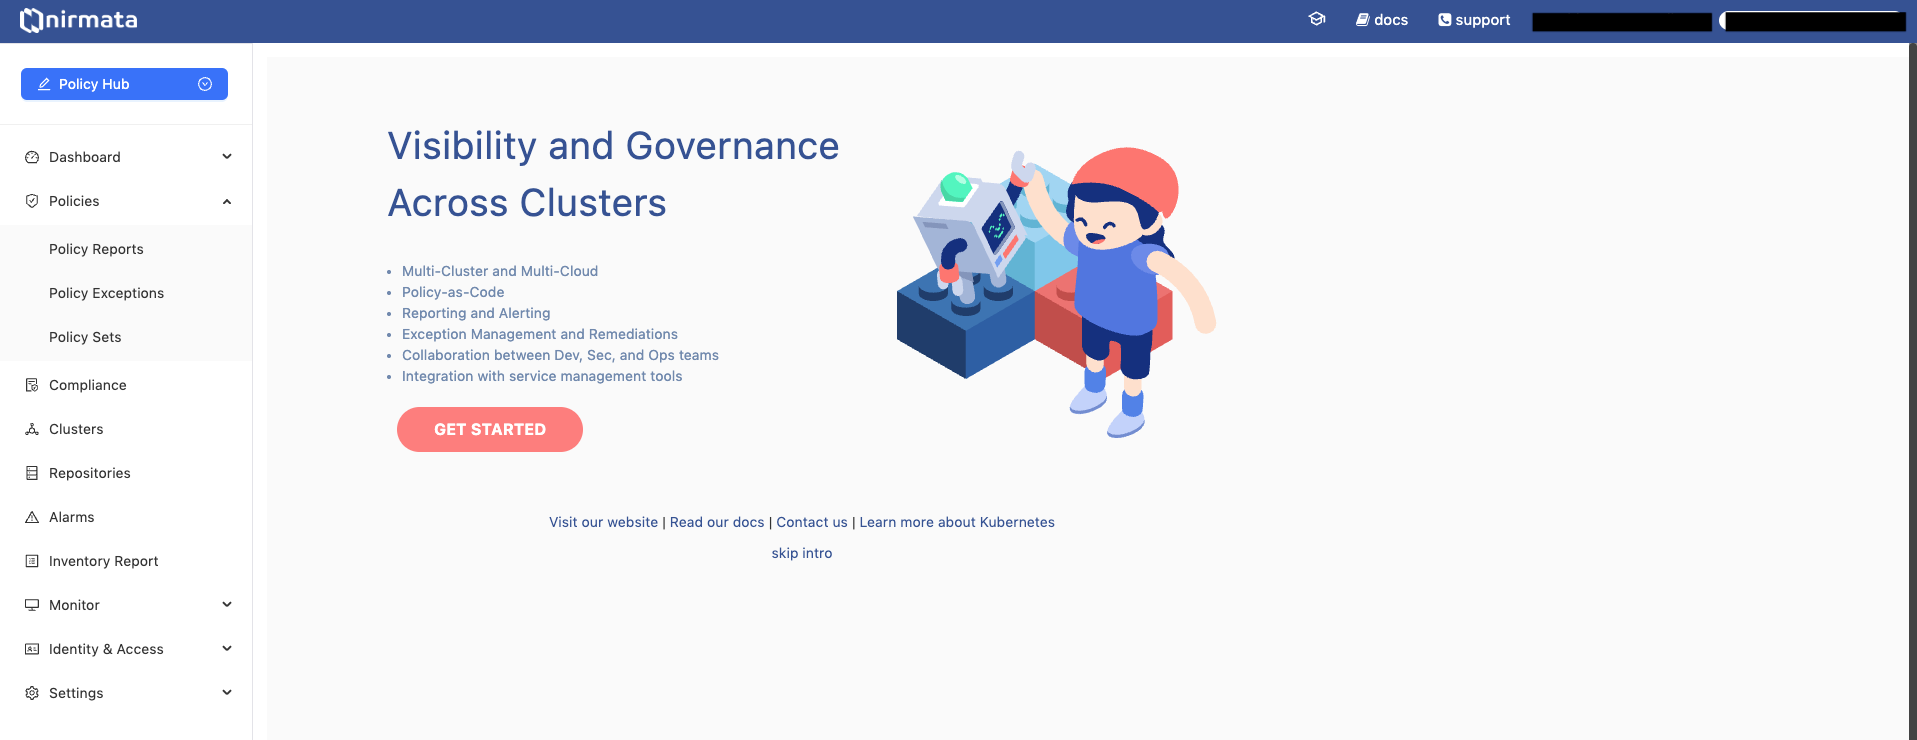 nirmata
docs
support
Policy Hub
Dashboard
Policies
Policy Reports
Policy Exceptions
Policy Sets
Compliance
Clusters
Repositories
Alarms
Inventory Report
Monitor
Identity & Access
Settings
Visibility and Governance
Across Clusters
• Multi-Cluster and Multi-Cloud
• Policy-as-Code
• Reporting and Alerting
• Exception Management and Remediations
• Collaboration between Dev, Sec, and Ops teams
• Integration with service management tools
GET STARTED
Visit our website | Read our docs | Contact us | Learn more about Kubernetes
skip intro